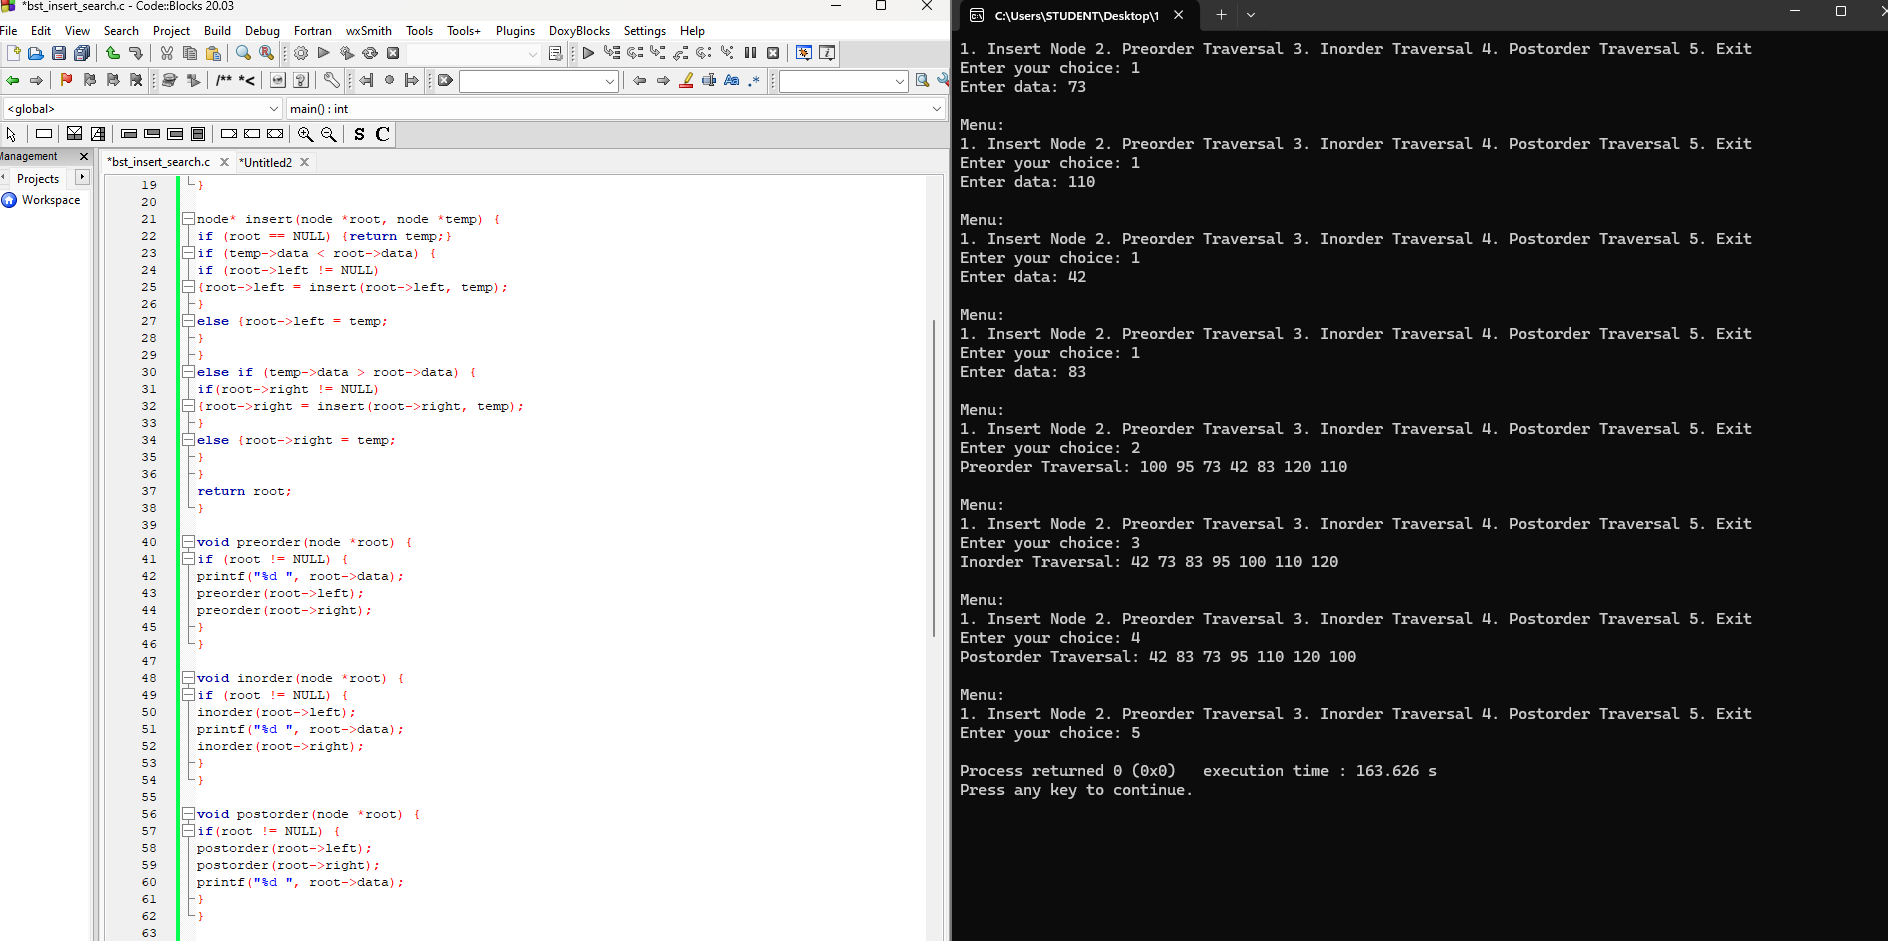 *bst_insert_search.c - Code::Blocks 20.03
File Edit View Search Project Build Debug Fortran wxSmith Tools Tools+ Plugins DoxyBlocks Settings Help
/** *< Aa .*
<global> main() : int
S C
Management
*bst_insert_search.c *Untitled2
Projects
Workspace
19 }
20
21 node* insert(node *root, node *temp) {
22 if (root == NULL) {return temp;}
23 if (temp->data < root->data) {
24 if (root->left != NULL)
25 {root->left = insert(root->left, temp);
26 }
27 else {root->left = temp;
28 }
29 }
30 else if (temp->data > root->data) {
31 if(root->right != NULL)
32 {root->right = insert(root->right, temp);
33 }
34 else {root->right = temp;
35 }
36 }
37 return root;
38 }
39
40 void preorder(node *root) {
41 if (root != NULL) {
42 printf("%d ", root->data);
43 preorder(root->left);
44 preorder(root->right);
45 }
46 }
47
48 void inorder(node *root) {
49 if (root != NULL) {
50 inorder(root->left);
51 printf("%d ", root->data);
52 inorder(root->right);
53 }
54 }
55
56 void postorder(node *root) {
57 if(root != NULL) {
58 postorder(root->left);
59 postorder(root->right);
60 printf("%d ", root->data);
61 }
62 }
63
C:\Users\STUDENT\Desktop\1
1. Insert Node 2. Preorder Traversal 3. Inorder Traversal 4. Postorder Traversal 5. Exit
Enter your choice: 1
Enter data: 73
Menu:
1. Insert Node 2. Preorder Traversal 3. Inorder Traversal 4. Postorder Traversal 5. Exit
Enter your choice: 1
Enter data: 110
Menu:
1. Insert Node 2. Preorder Traversal 3. Inorder Traversal 4. Postorder Traversal 5. Exit
Enter your choice: 1
Enter data: 42
Menu:
1. Insert Node 2. Preorder Traversal 3. Inorder Traversal 4. Postorder Traversal 5. Exit
Enter your choice: 1
Enter data: 83
Menu:
1. Insert Node 2. Preorder Traversal 3. Inorder Traversal 4. Postorder Traversal 5. Exit
Enter your choice: 2
Preorder Traversal: 100 95 73 42 83 120 110
Menu:
1. Insert Node 2. Preorder Traversal 3. Inorder Traversal 4. Postorder Traversal 5. Exit
Enter your choice: 3
Inorder Traversal: 42 73 83 95 100 110 120
Menu:
1. Insert Node 2. Preorder Traversal 3. Inorder Traversal 4. Postorder Traversal 5. Exit
Enter your choice: 4
Postorder Traversal: 42 83 73 95 110 120 100
Menu:
1. Insert Node 2. Preorder Traversal 3. Inorder Traversal 4. Postorder Traversal 5. Exit
Enter your choice: 5
Process returned 0 (0x0) execution time : 163.626 s
Press any key to continue.